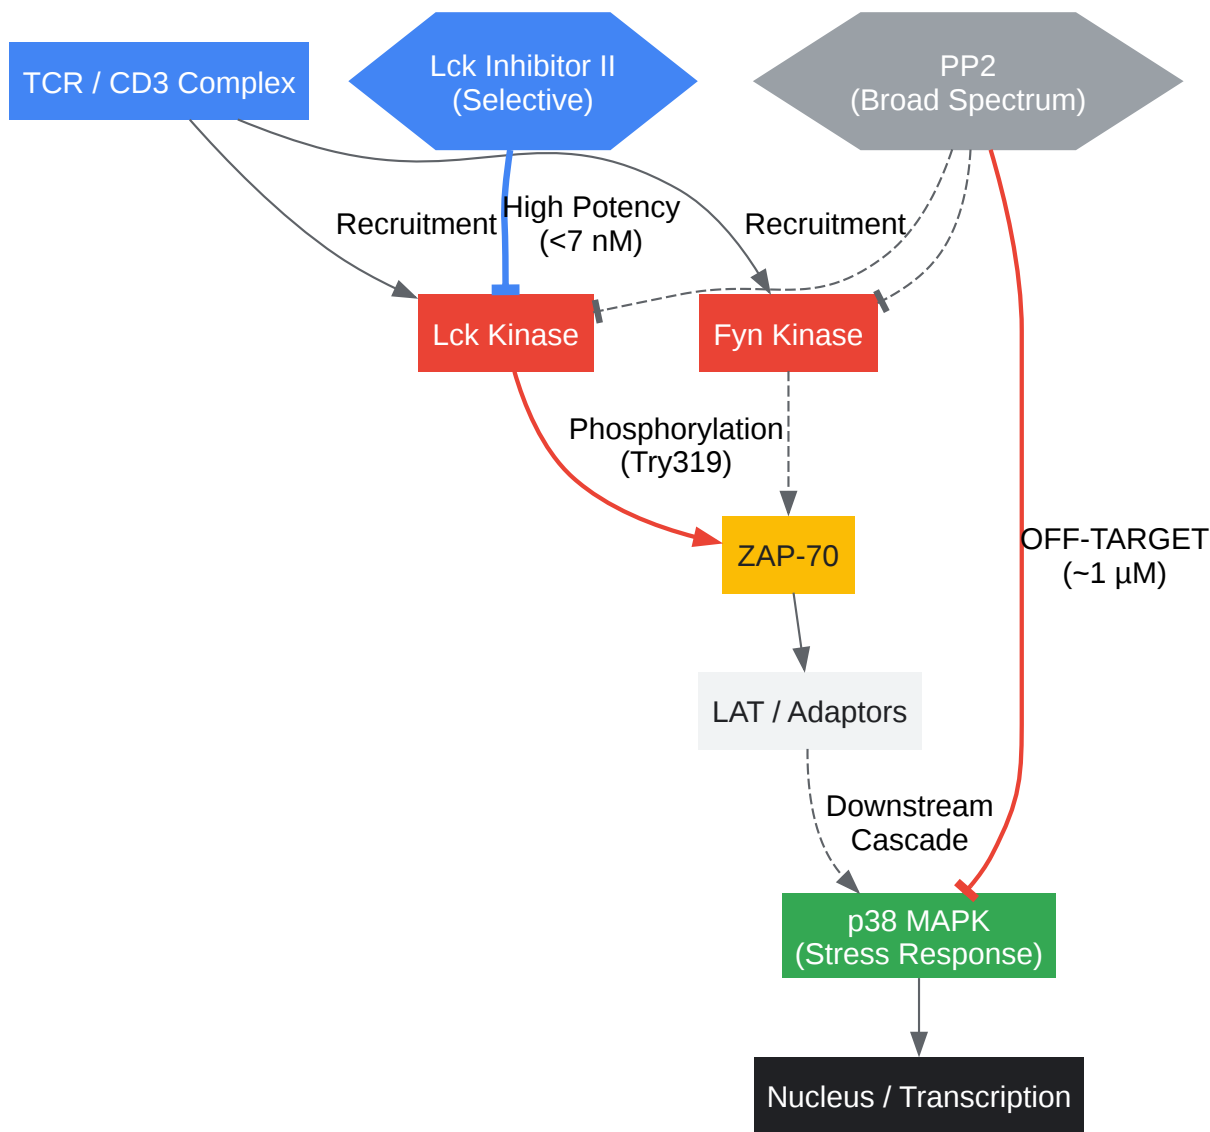 TCR / CD3 Complex
Lck Inhibitor II
(Selective)
PP2
(Broad Spectrum)
Recruitment
High Potency
(<7 nM)
Recruitment
Lck Kinase
Fyn Kinase
Phosphorylation
(Try319)
OFF-TARGET
(~1 µM)
ZAP-70
LAT / Adaptors
Downstream
Cascade
p38 MAPK
(Stress Response)
Nucleus / Transcription